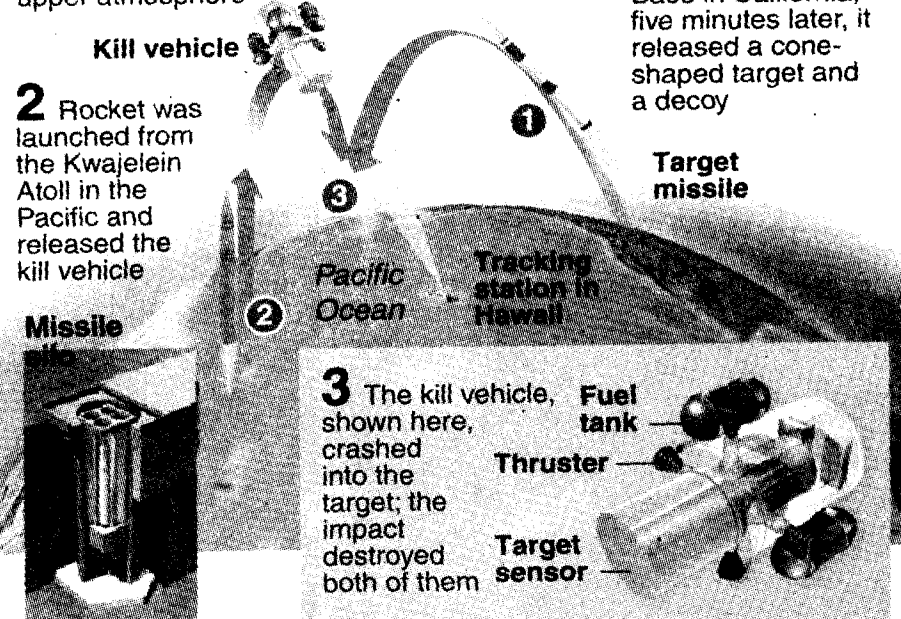 upper atmosphere
Base in California;
five minutes later, it
released a cone-
shaped target and
a decoy
Kill vehicle
2 Rocket was
launched from
the Kwajelein
Atoll in the
Pacific and
released the
kill vehicle
1
Target
missile
3
Pacific
Ocean
Tracking
station in
Hawaii
2
Missile
silo
3 The kill vehicle,
shown here,
crashed
into the
target; the
impact
destroyed
both of them
Fuel
tank
Thruster
Target
sensor